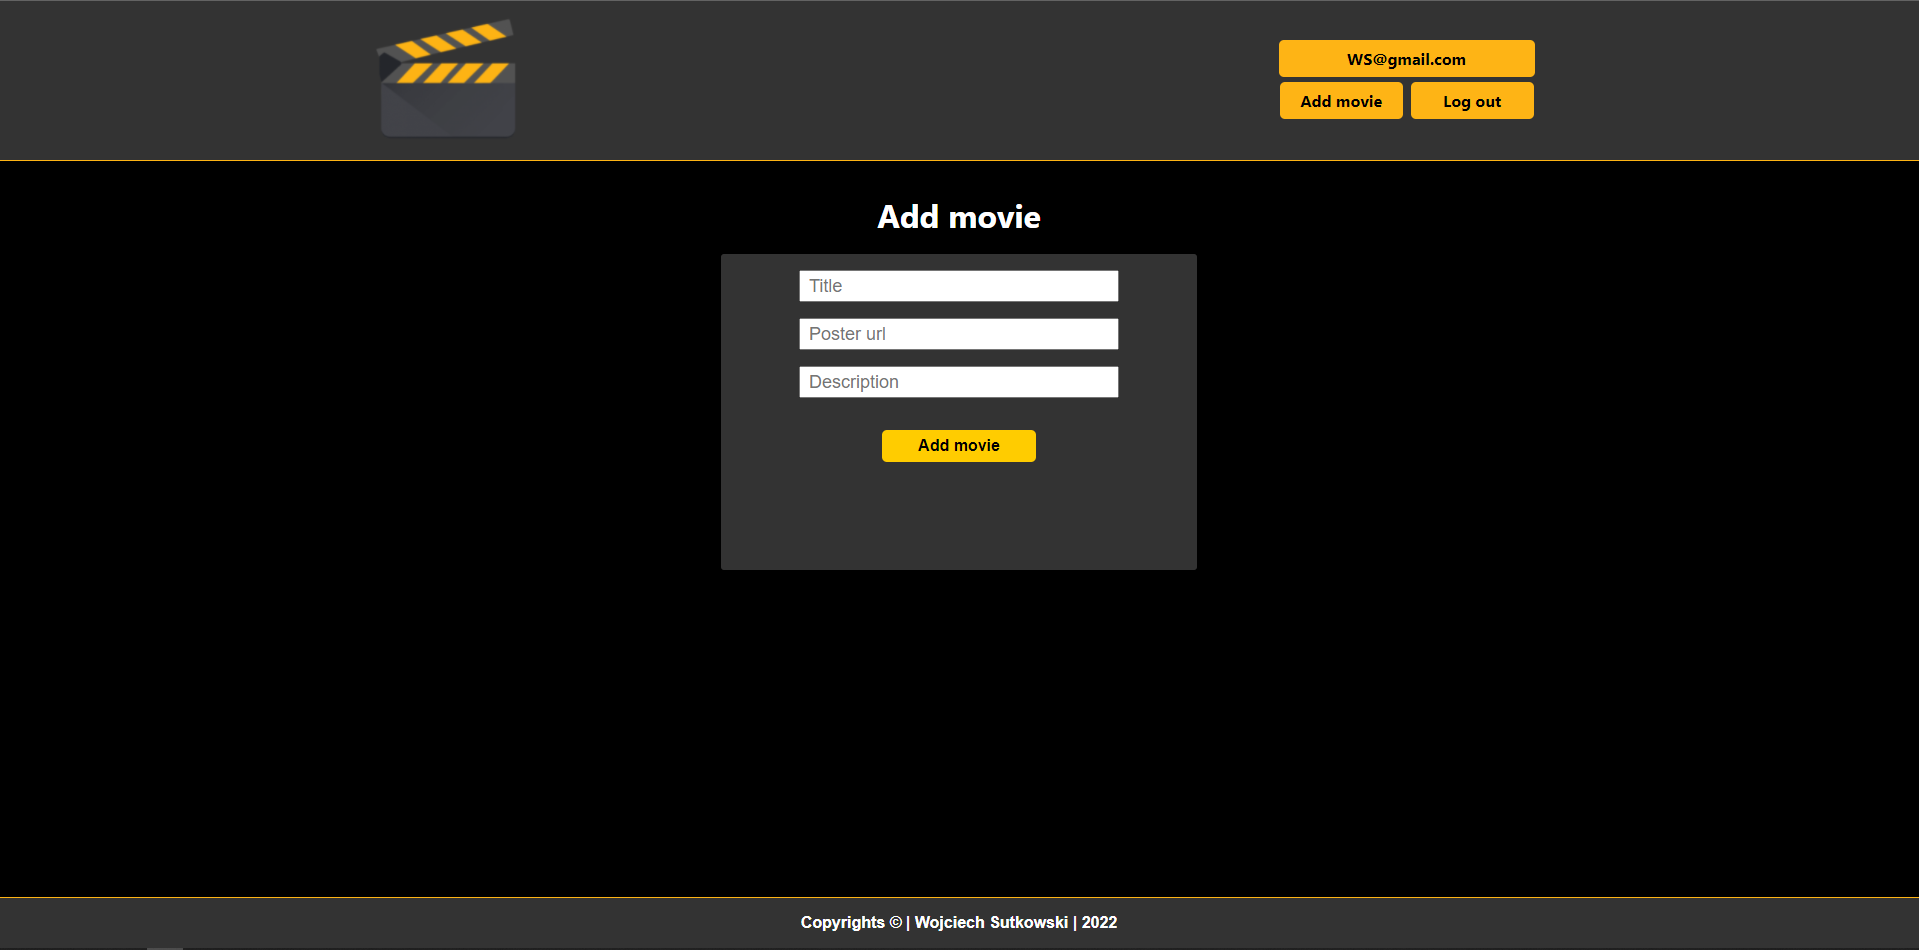 WS@gmail.com
Add movie Log out
Add movie
Title
Poster url
Description
Add movie
Copyrights © | Wojciech Sutkowski | 2022